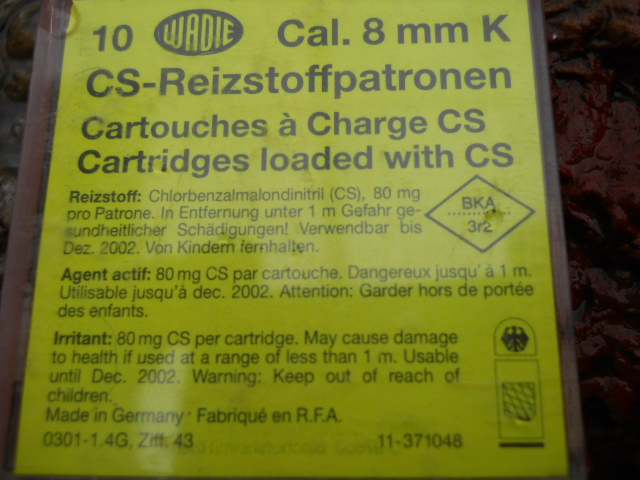 10 WADIE Cal. 8 mm K
CS-Reizstoffpatronen
Cartouches à Charge CS
Cartridges loaded with CS
Reizstoff: Chlorbenzalmalondinitril (CS), 80 mg
pro Patrone. In Entfernung unter 1 m Gefahr ge-
sundheitlicher Schädigungen! Verwendbar bis
Dez. 2002. Von Kindern fernhalten.
BKA
3r2
Agent actif: 80 mg CS par cartouche. Dangereux jusqu' à 1 m.
Utilisable jusqu'à dec. 2002. Attention: Garder hors de portée
des enfants.
Irritant: 80 mg CS per cartridge. May cause damage
to health if used at a range of less than 1 m. Usable
until Dec. 2002. Warning: Keep out of reach of
children.
Made in Germany · Fabriqué en R.F.A.
0301-1.4G, Ziff. 43 11-371048